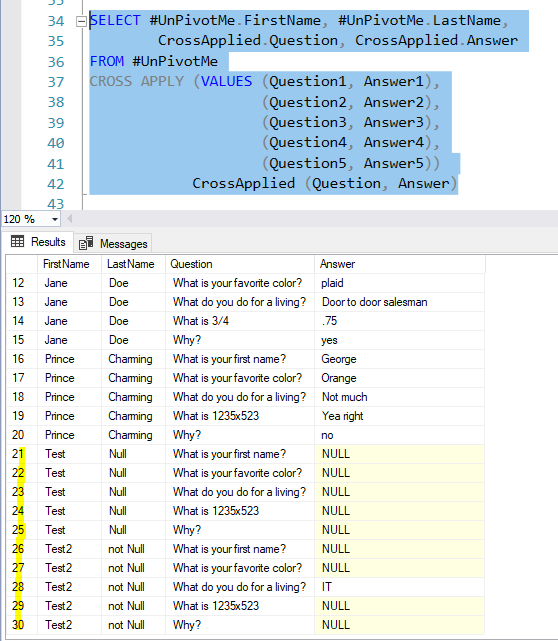 34 SELECT #UnPivotMe.FirstName, #UnPivotMe.LastName,
35 CrossApplied.Question, CrossApplied.Answer
36 FROM #UnPivotMe
37 CROSS APPLY (VALUES (Question1, Answer1),
38 (Question2, Answer2),
39 (Question3, Answer3),
40 (Question4, Answer4),
41 (Question5, Answer5))
42 CrossApplied (Question, Answer)
43
120 %
Results Messages
FirstName LastName Question Answer
12 Jane Doe What is your favorite color? plaid
13 Jane Doe What do you do for a living? Door to door salesman
14 Jane Doe What is 3/4 .75
15 Jane Doe Why? yes
16 Prince Charming What is your first name? George
17 Prince Charming What is your favorite color? Orange
18 Prince Charming What do you do for a living? Not much
19 Prince Charming What is 1235x523 Yea right
20 Prince Charming Why? no
21 Test Null What is your first name? NULL
22 Test Null What is your favorite color? NULL
23 Test Null What do you do for a living? NULL
24 Test Null What is 1235x523 NULL
25 Test Null Why? NULL
26 Test2 not Null What is your first name? NULL
27 Test2 not Null What is your favorite color? NULL
28 Test2 not Null What do you do for a living? IT
29 Test2 not Null What is 1235x523 NULL
30 Test2 not Null Why? NULL